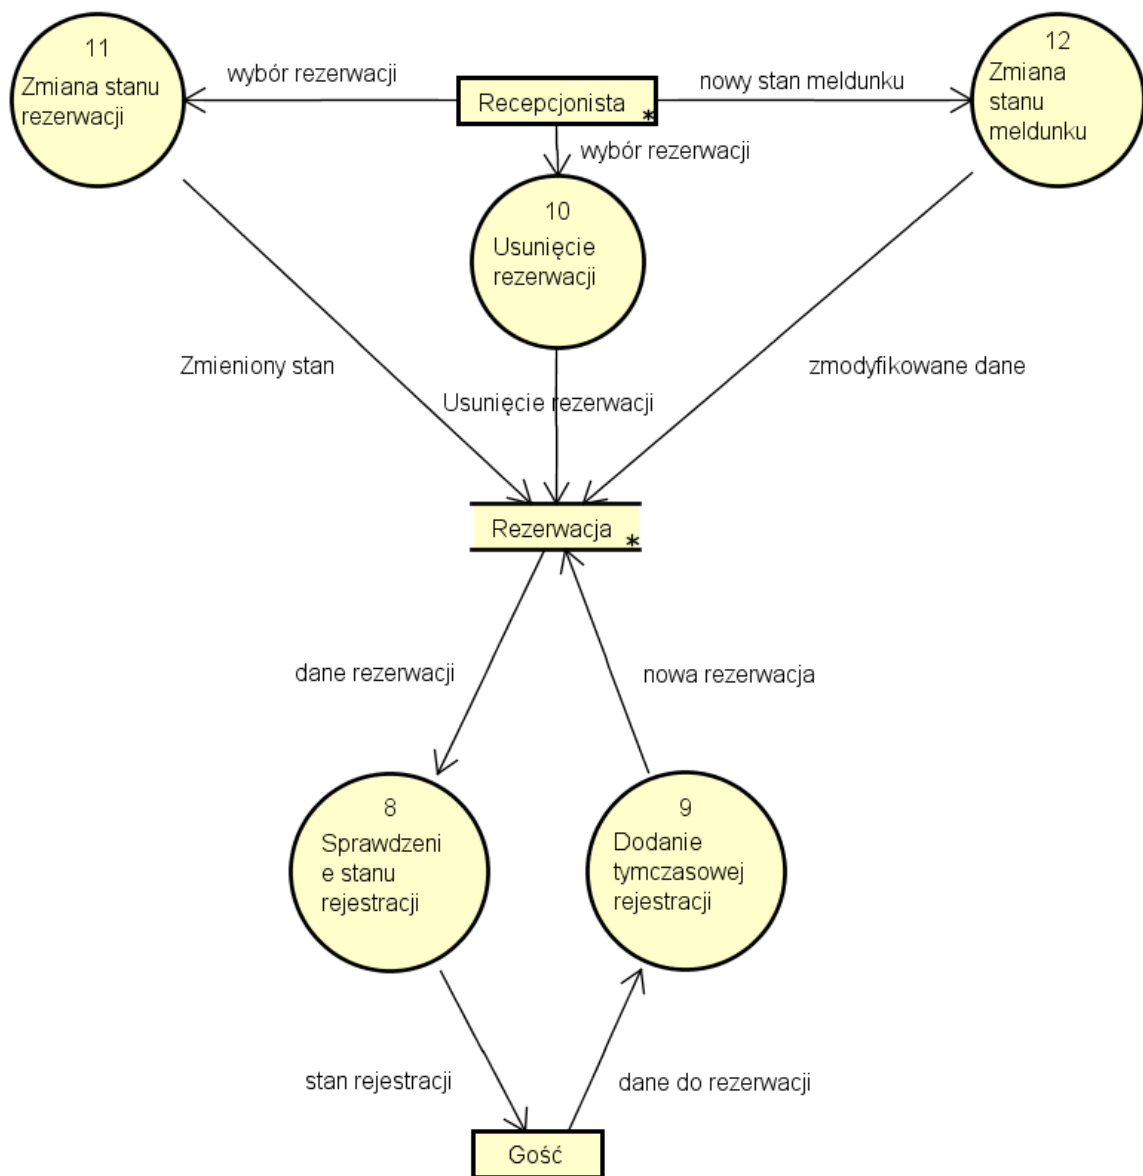 11
Zmiana stanu
rezerwacji
wybór rezerwacji
Recepcjonista
*
nowy stan meldunku
12
Zmiana
stanu
meldunku
wybór rezerwacji
10
Usunięcie
rezerwacji
Zmieniony stan
zmodyfikowane dane
Usunięcie rezerwacji
Rezerwacja
*
dane rezerwacji
nowa rezerwacja
8
Sprawdzeni
e stanu
rejestracji
9
Dodanie
tymczasowej
rejestracji
stan rejestracji
dane do rezerwacji
Gość